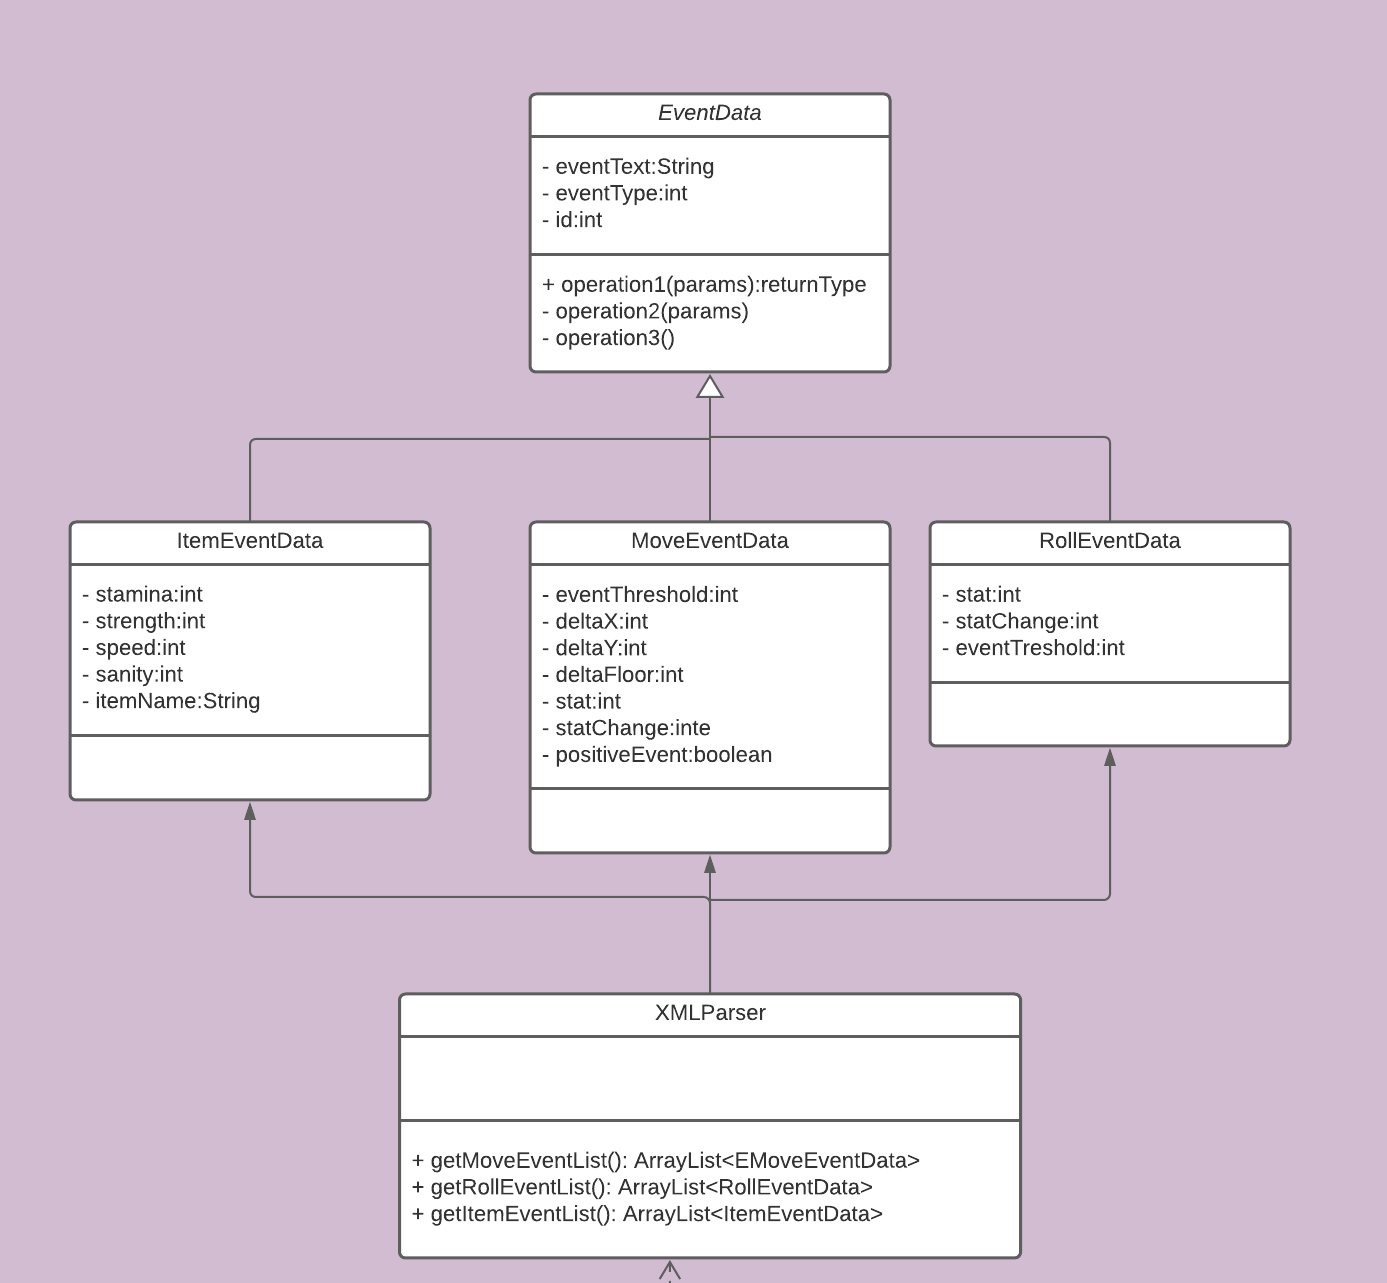 EventData
- eventText:String
- eventType:int
- id:int
+ operation1(params):returnType
- operation2(params)
- operation3()
ItemEventData
- stamina:int
- strength:int
- speed:int
- sanity:int
- itemName:String
MoveEventData
- eventThreshold:int
- deltaX:int
- deltaY:int
- deltaFloor:int
- stat:int
- statChange:inte
- positiveEvent:boolean
RollEventData
- stat:int
- statChange:int
- eventTreshold:int
XMLParser
+ getMoveEventList(): ArrayList<EMoveEventData>
+ getRollEventList(): ArrayList<RollEventData>
+ getItemEventList(): ArrayList<ItemEventData>